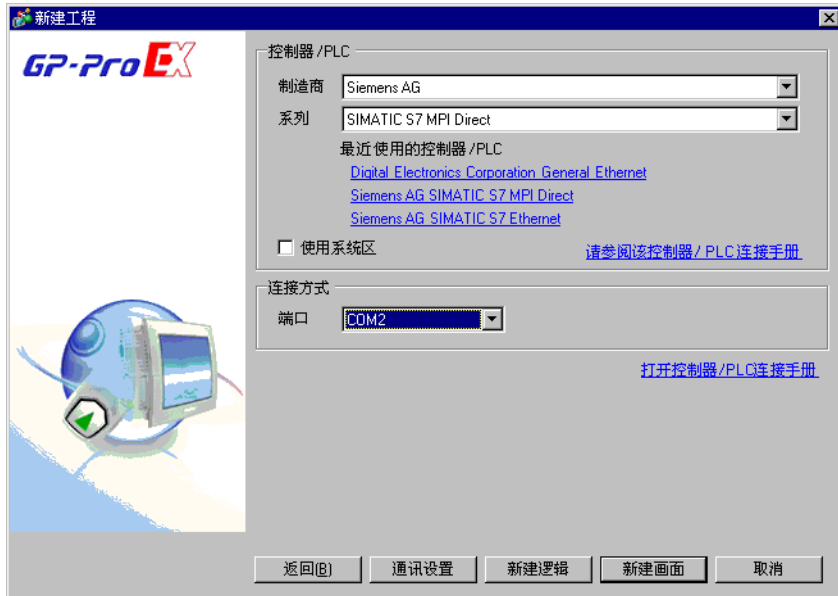 新建工程
GP-Pro EX
控制器/PLC
制造商 Siemens AG
系列 SIMATIC S7 MPI Direct
最近使用的控制器/PLC
Digital Electronics Corporation General Ethernet
Siemens AG SIMATIC S7 MPI Direct
Siemens AG SIMATIC S7 Ethernet
使用系统区 请参阅该控制器/PLC连接手册
连接方式
端口 COM2
打开控制器/PLC连接手册
返回(B) 通讯设置 新建逻辑 新建画面 取消